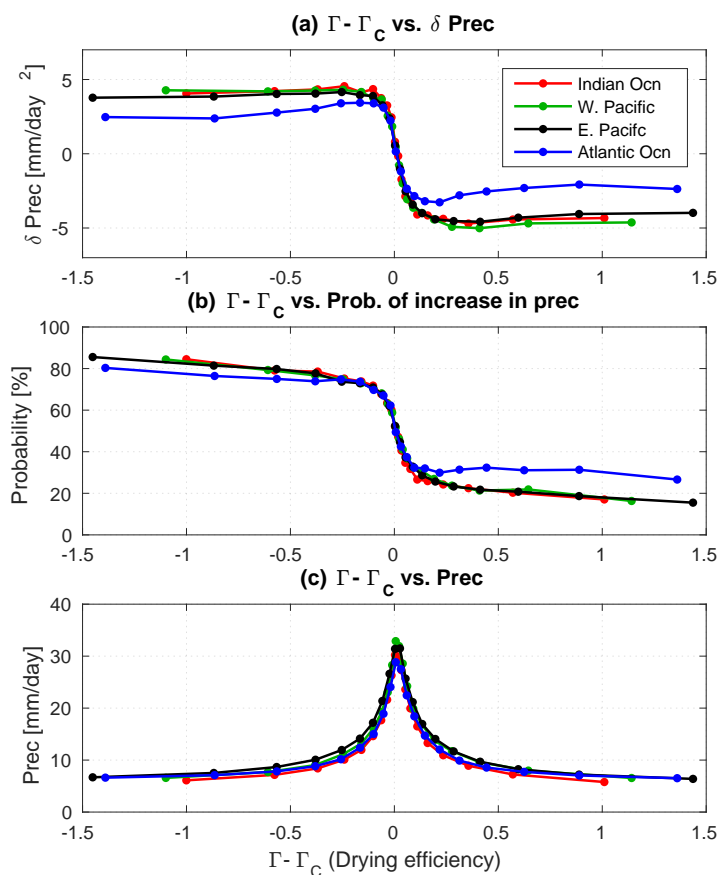 (a) Γ - Γ_C vs. δ Prec
δ Prec [mm/day ²]
5
0
-5
-1.5 -1 -0.5 0 0.5 1 1.5
Indian Ocn
W. Pacific
E. Pacifc
Atlantic Ocn
(b) Γ - Γ_C vs. Prob. of increase in prec
Probability [%]
100
80
60
40
20
0
-1.5 -1 -0.5 0 0.5 1 1.5
(c) Γ - Γ_C vs. Prec
Prec [mm/day]
40
30
20
10
0
-1.5 -1 -0.5 0 0.5 1 1.5
Γ - Γ_C (Drying efficiency)